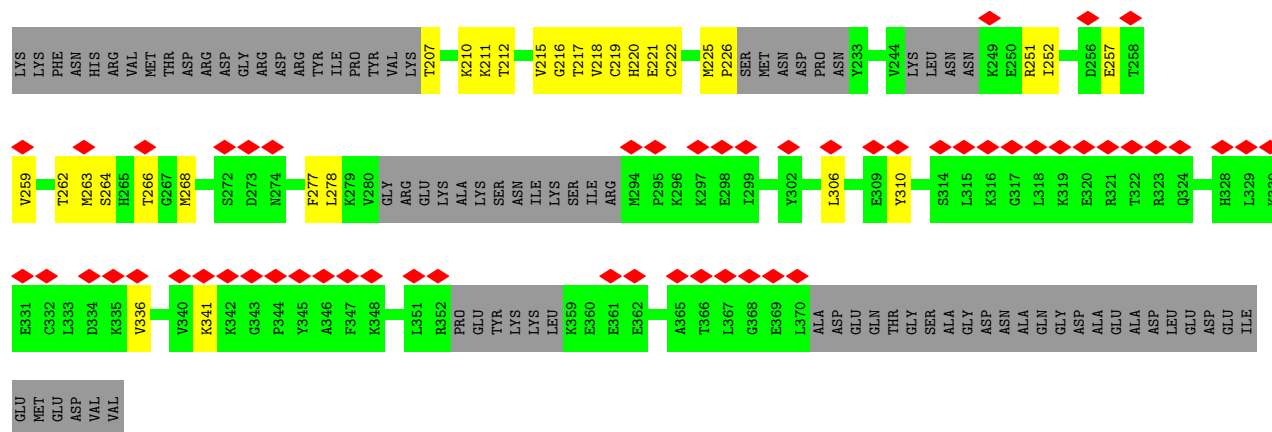 LYS LYS PHE ASN HIS ARG VAL MET THR ASP ARG ASP GLY ARG ASP ARG TYR ILE PRO TYR VAL LYS T207 K210 K211 T212 V215 G216 T217 V218 C219 H220 E221 C222 M225 P226 SER MET ASN ASP PRO ASN Y233 V244 LYS LEU ASN ASN K249 E250 R251 I252 D256 E257 T258
V259 T262 M263 S264 H265 T266 G267 M268 S272 D273 N274 F277 L278 K279 V280 GLY ARG GLU LYS ALA LYS SER ASN ILE LYS SER ILE ARG M294 P295 K296 K297 E298 I299 Y302 L306 E309 Y310 S314 L315 K316 G317 L318 K319 E320 R321 T322 R323 Q324 H328 L329 K330
E331 C332 L333 D334 K335 V336 V340 K341 K342 G343 P344 Y345 A346 F347 K348 L351 R352 PRO GLU TYR LYS LYS LEU K359 E360 E361 E362 A365 T366 L367 G368 E369 L370 ALA ASP GLU GLN THR GLY SER ALA GLY ASP ASN ALA GLN GLY ASP ALA GLU ALA ASP LEU GLU ASP GLU ILE
GLU MET GLU ASP VAL VAL